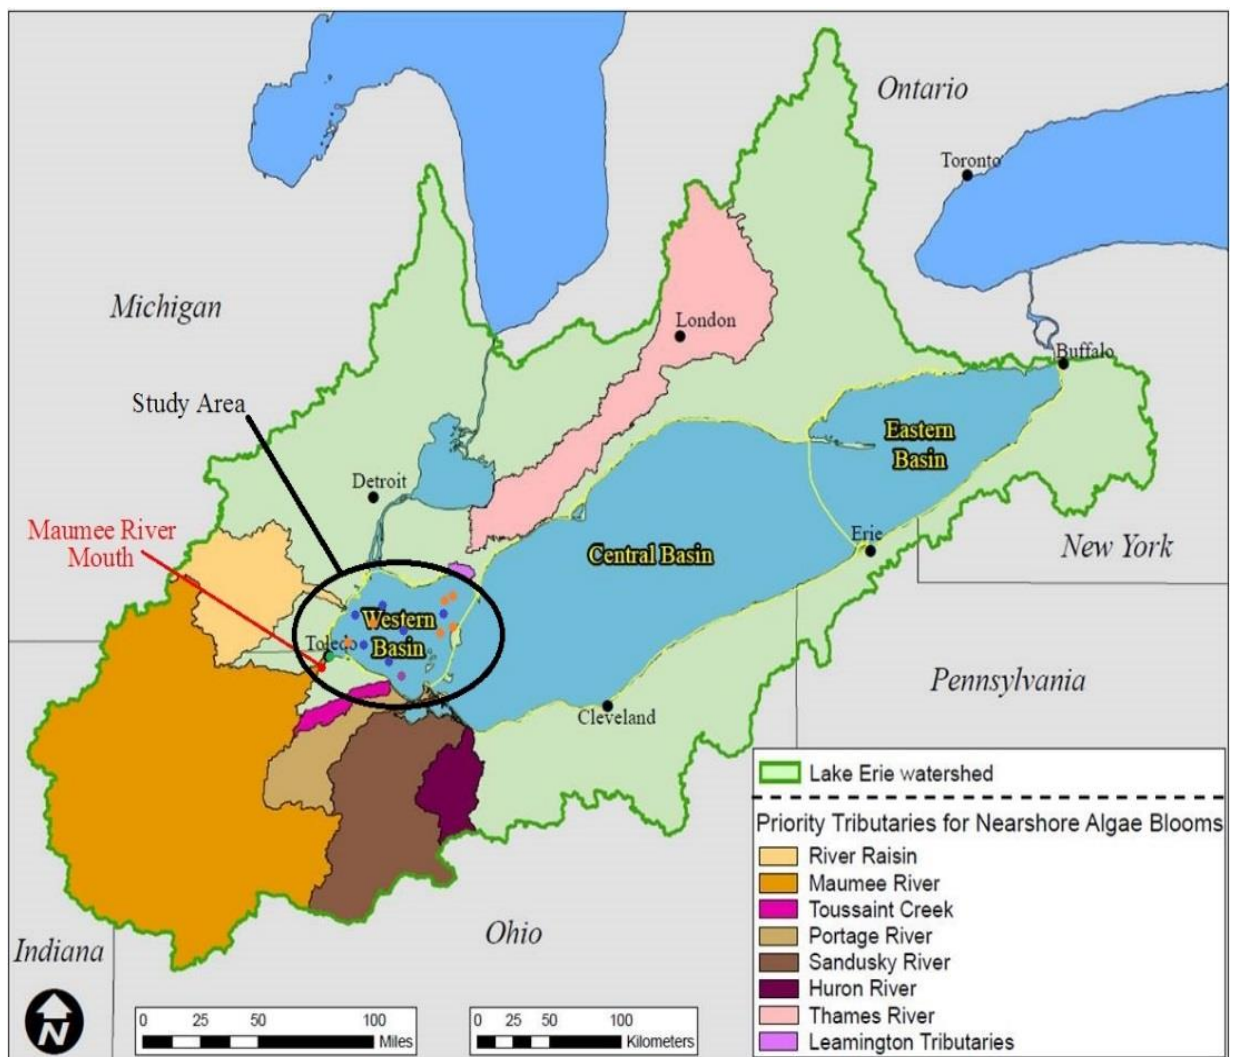 Ontario
Toronto
Michigan
London
Buffalo
Study Area
Eastern
Basin
Detroit
Maumee River
Mouth
Erie
Central Basin
New York
Western
Basin
Toledo
Pennsylvania
Cleveland
Ohio
Indiana
N
0 25 50 100
Miles
0 25 50 100
Kilometers
Lake Erie watershed
Priority Tributaries for Nearshore Algae Blooms
River Raisin
Maumee River
Toussaint Creek
Portage River
Sandusky River
Huron River
Thames River
Leamington Tributaries